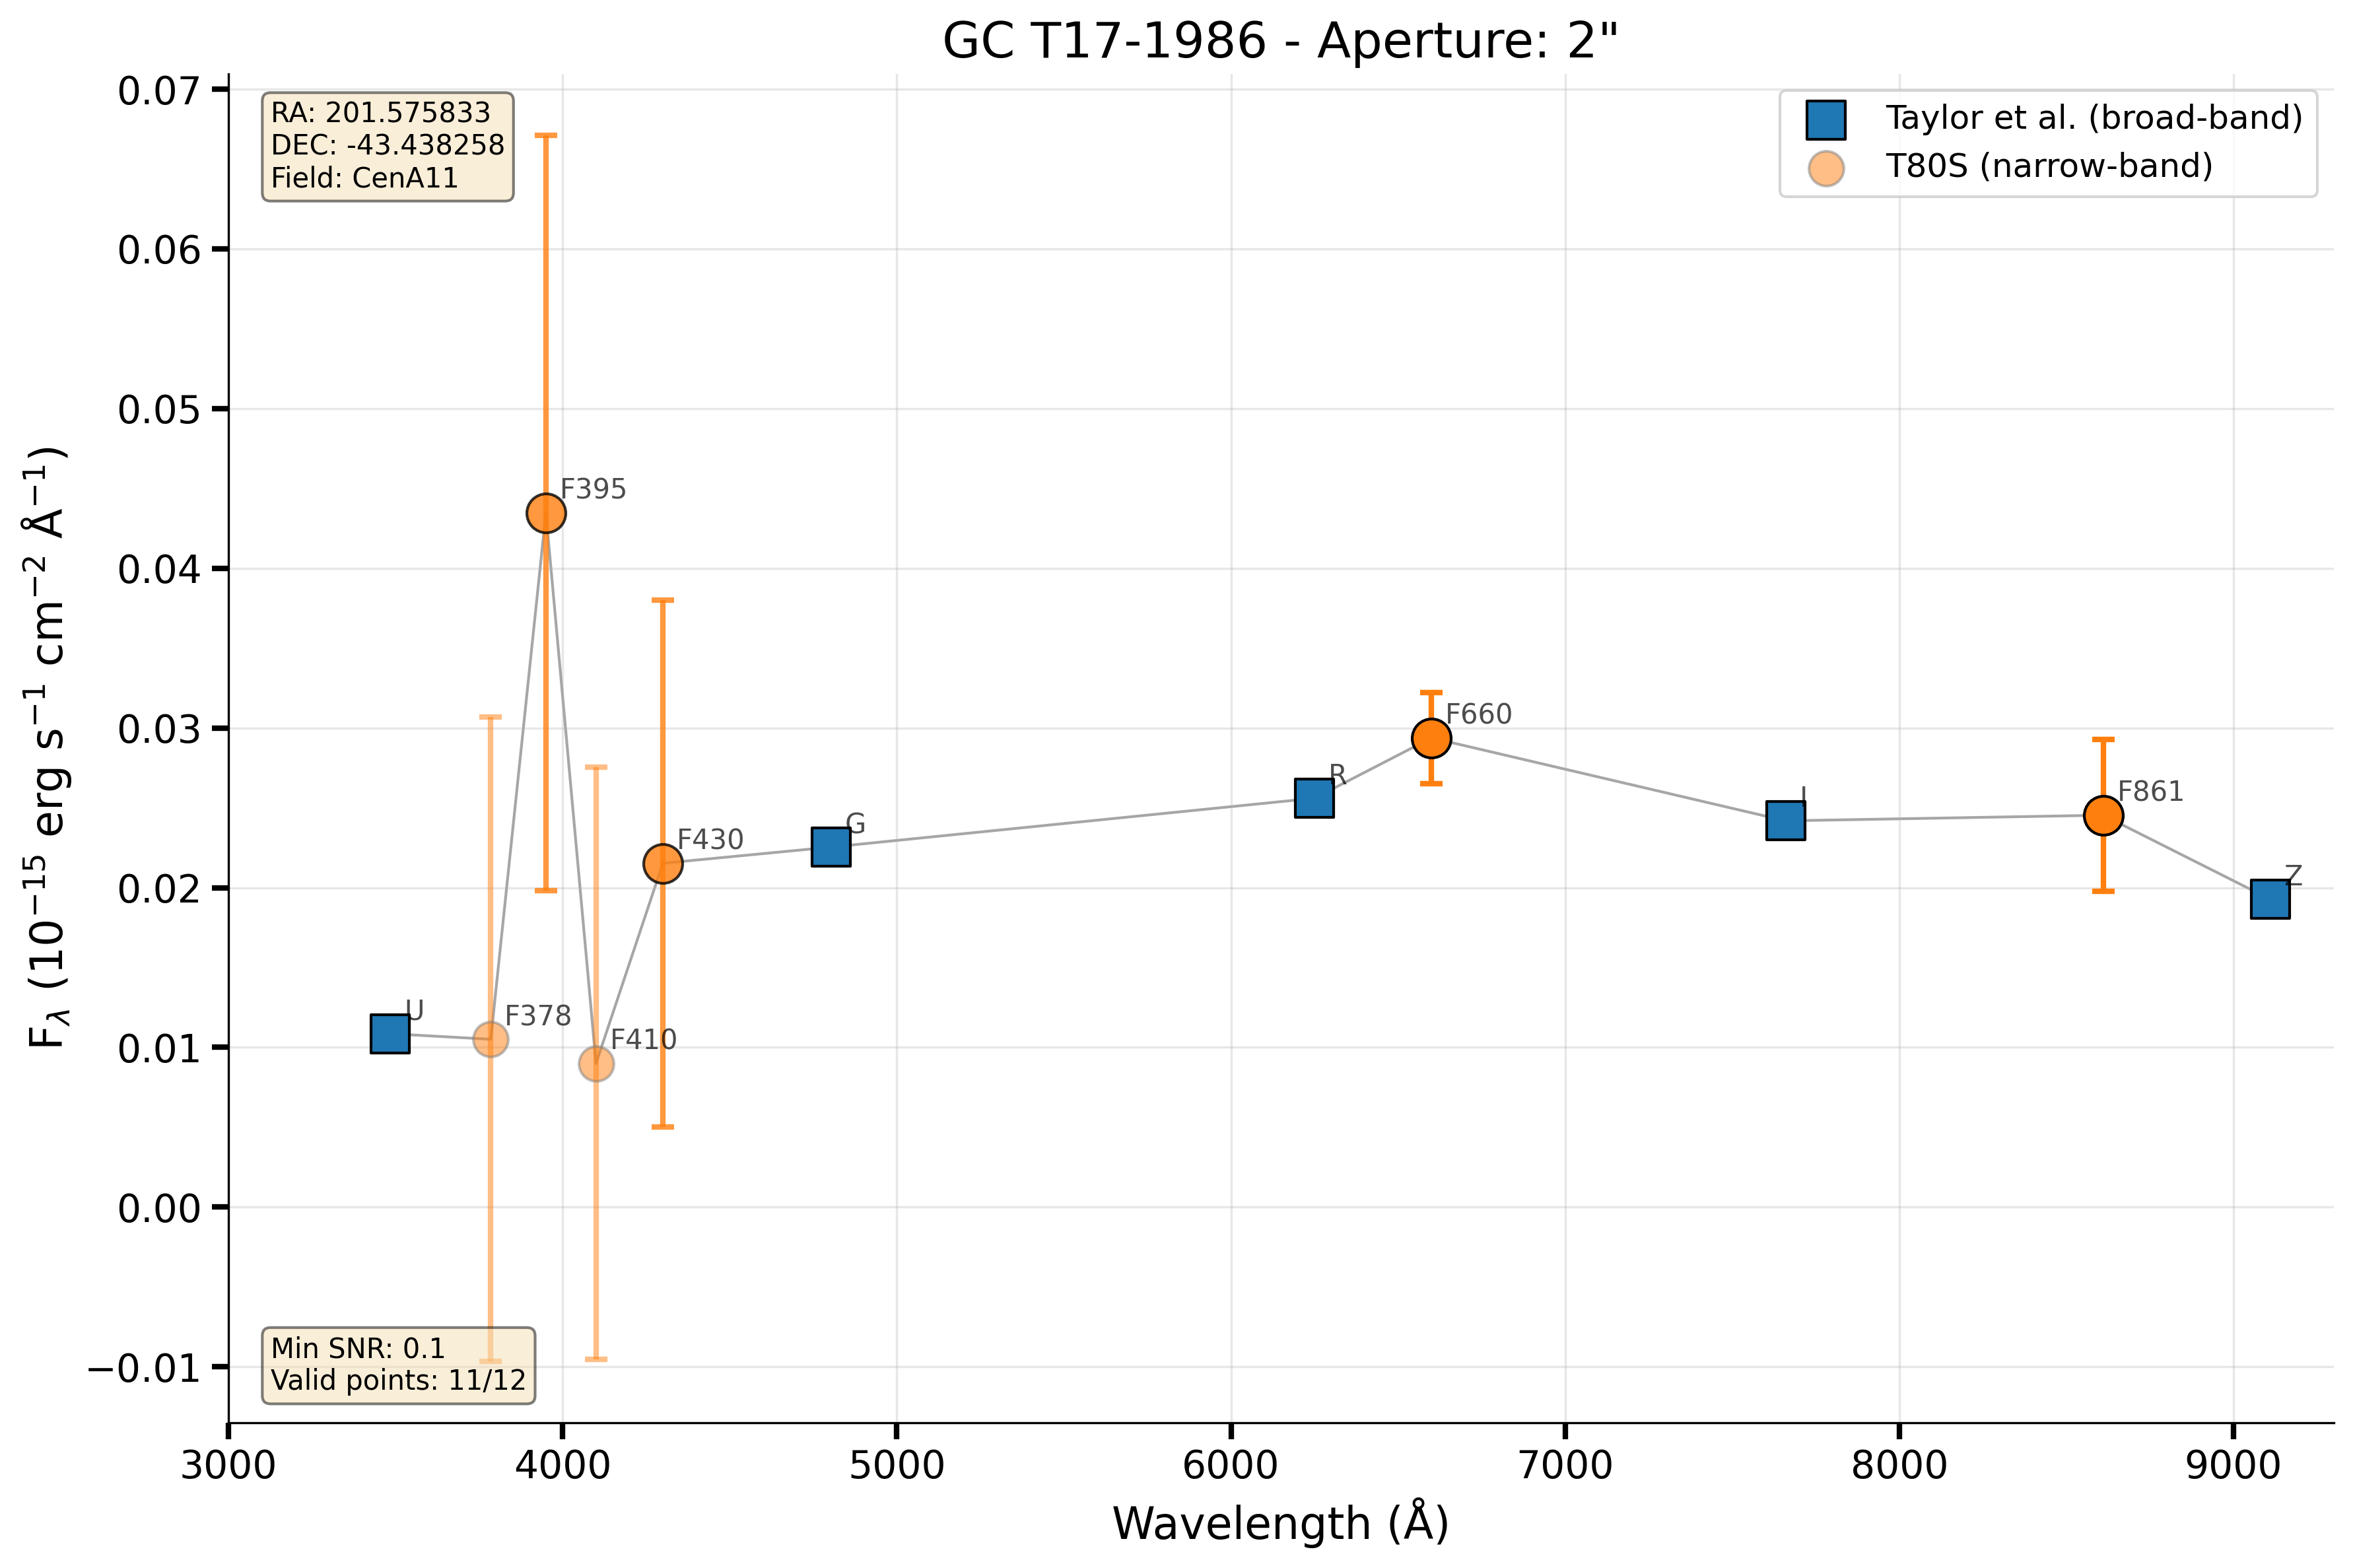 GC T17-1986 - Aperture: 2"
RA: 201.575833
DEC: -43.438258
Field: CenA11
Taylor et al. (broad-band)
T80S (narrow-band)
0.07
0.06
0.05
0.04
0.03
0.02
0.01
0.00
−0.01
F$_{λ}$ (10$^{−15}$ erg s$^{−1}$ cm$^{−2}$ Å$^{−1}$)
U
F378
F395
F410
F430
G
R
F660
I
F861
Z
Min SNR: 0.1
Valid points: 11/12
3000
4000
5000
6000
7000
8000
9000
Wavelength (Å)